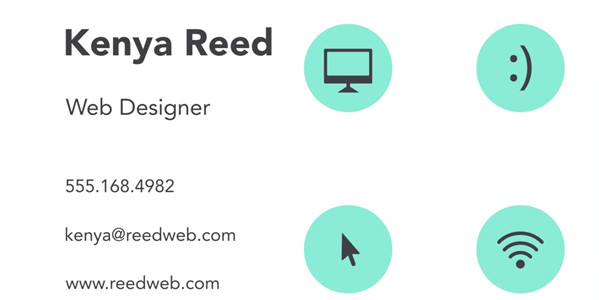 Kenya Reed
:)
Web Designer
555.168.4982
kenya@reedweb.com
www.reedweb.com